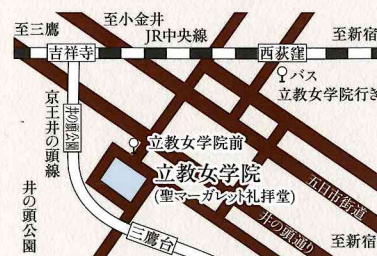 至小金井
至三鷹
JR中央線
至新宿
吉祥寺
西荻窪
バス
立教女学院行き
京王井の頭線
井の頭公園
立教女学院前
立教女学院
(聖マーガレット礼拝堂)
五日市街道
井の頭公園
井の頭通り
三鷹台
至新宿